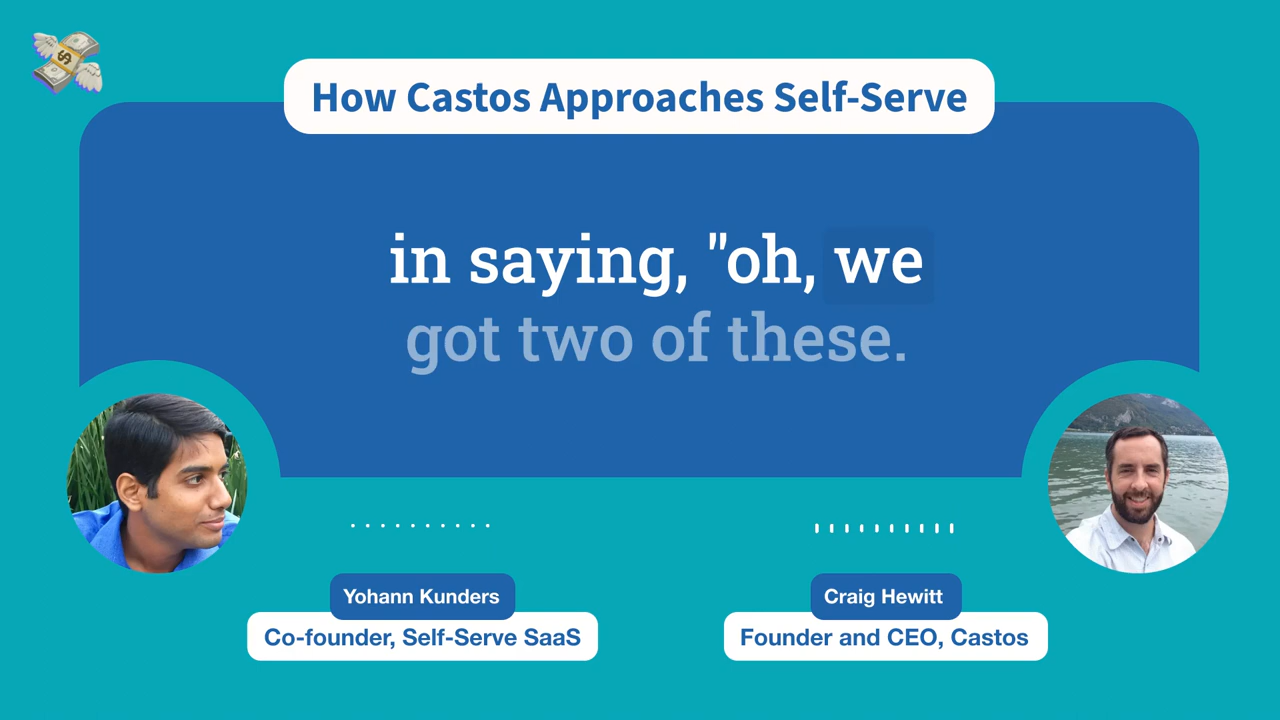 How Castos Approaches Self-Serve
in saying, "oh, we
got two of these.
Yohann Kunders
Co-founder, Self-Serve SaaS
Craig Hewitt
Founder and CEO, Castos